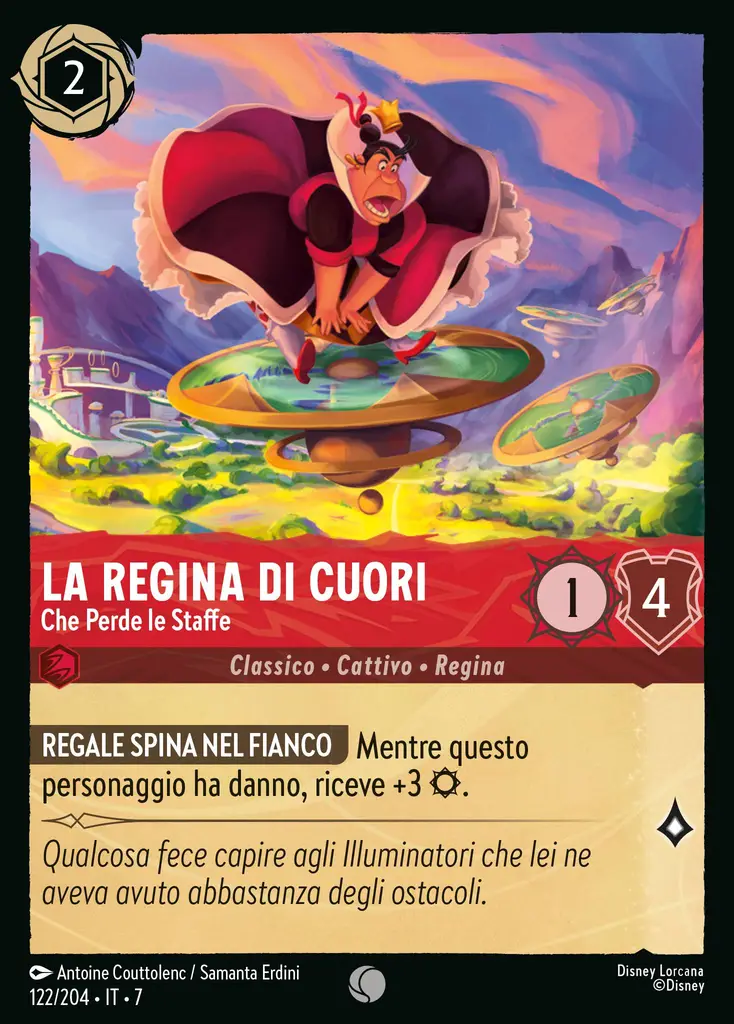 2
LA REGINA DI CUORI
Che Perde le Staffe
1
4
Classico • Cattivo • Regina
REGALE SPINA NEL FIANCO Mentre questo
personaggio ha danno, riceve +3 .
Qualcosa fece capire agli Illuminatori che lei ne
aveva avuto abbastanza degli ostacoli.
Antoine Couttolenc / Samanta Erdini
122/204 • IT • 7
Disney Lorcana
©Disney